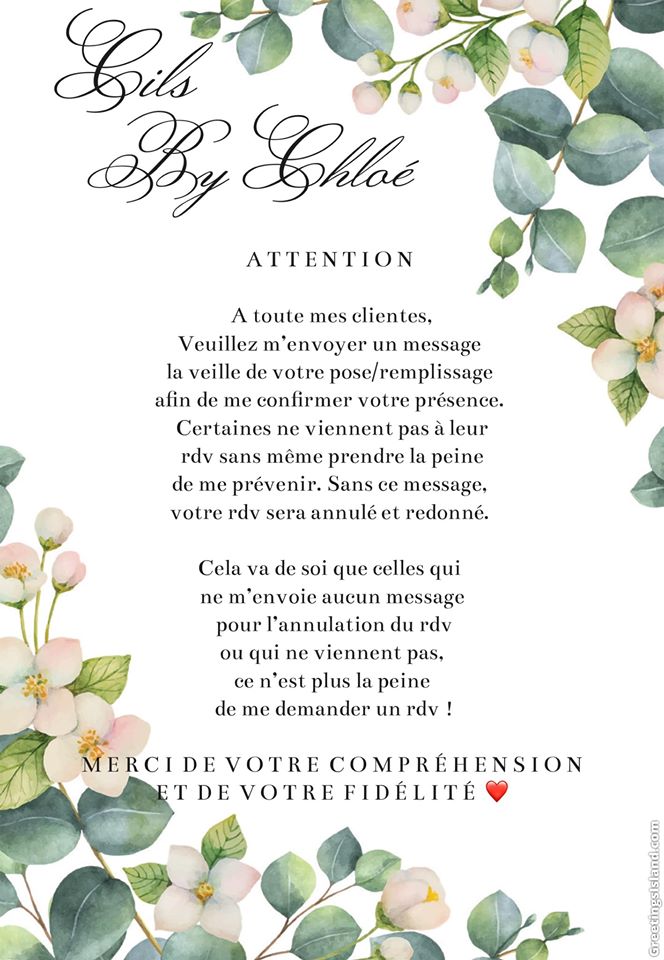 Cils
By Chloé
ATTENTION
A toute mes clientes,
Veuillez m’envoyer un message
la veille de votre pose/remplissage
afin de me confirmer votre présence.
Certaines ne viennent pas à leur
rdv sans même prendre la peine
de me prévenir. Sans ce message,
votre rdv sera annulé et redonné.
Cela va de soi que celles qui
ne m’envoie aucun message
pour l’annulation du rdv
ou qui ne viennent pas,
ce n’est plus la peine
de me demander un rdv !
MERCI DE VOTRE COMPRÉHENSION
ET DE VOTRE FIDÉLITÉ ❤️
Greetingsisland.com